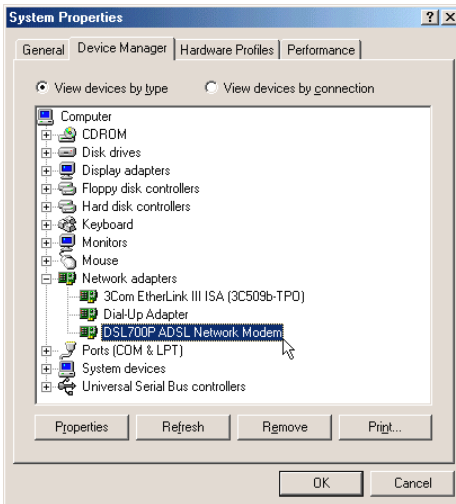 System Properties
General Device Manager Hardware Profiles Performance
View devices by type View devices by connection
Computer
CDROM
Disk drives
Display adapters
Floppy disk controllers
Hard disk controllers
Keyboard
Monitors
Mouse
Network adapters
3Com EtherLink III ISA (3C509b-TPO)
Dial-Up Adapter
DSL700P ADSL Network Modem
Ports (COM & LPT)
System devices
Universal Serial Bus controllers
Properties Refresh Remove Print...
OK Cancel